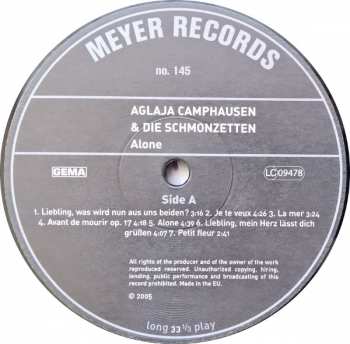 MEYER RECORDS
no. 145
AGLAJA CAMPHAUSEN
& DIE SCHMONZETTEN
Alone
GEMA
LC 09478
Side A
1. Liebling, was wird nun aus uns beiden? 3:16 2. Je te veux 4:26 3. La mer 3:24
4. Avant de mourir op. 17 4:18 5. Alone 4:39 6. Liebling, mein Herz lässt dich
grüßen 4:07 7. Petit fleur 2:41
All rights of the producer and of the owner of the work
reproduced reserved. Unauthorized copying, hiring,
lending, public performance and broadcasting of this
record prohibited. Made in the EU.
© 2005
long 33 1/3 play